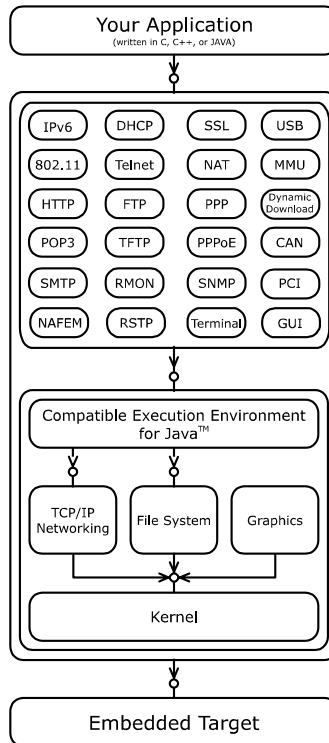 Your Application
(written in C, C++, or JAVA)
IPv6 DHCP SSL USB
802.11 Telnet NAT MMU
HTTP FTP PPP Dynamic Download
POP3 TFTP PPPoE CAN
SMTP RMON SNMP PCI
NAFEM RSTP Terminal GUI
Compatible Execution Environment
for Java™
TCP/IP
Networking
File System
Graphics
Kernel
Embedded Target